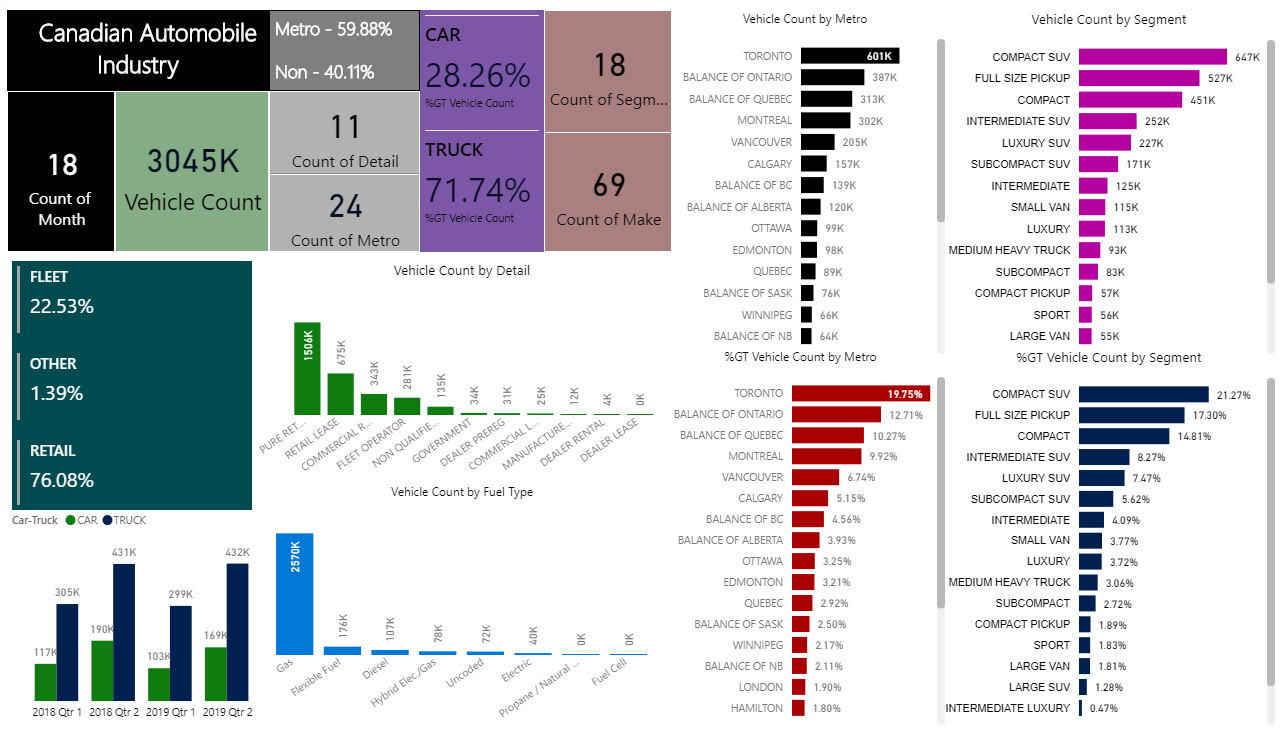 Canadian Automobile
Industry
Metro - 59.88%
Non - 40.11%
CAR
28.26%
%GT Vehicle Count
TRUCK
71.74%
%GT Vehicle Count
18
Count of Segm...
69
Count of Make
18
Count of
Month
3045K
Vehicle Count
11
Count of Detail
24
Count of Metro
FLEET
22.53%
OTHER
1.39%
RETAIL
76.08%
Car-Truck CAR TRUCK
117K
305K
190K
431K
103K
299K
169K
432K
2018 Qtr 1
2018 Qtr 2
2019 Qtr 1
2019 Qtr 2
Vehicle Count by Detail
1506K
675K
343K
281K
135K
34K
31K
25K
12K
4K
0K
PURE RET...
RETAIL LEASE
COMMERCIAL R...
FLEET OPERATOR
NON QUALIFIE...
GOVERNMENT
DEALER PREREG
COMMERCIAL L...
MANUFACTURE...
DEALER RENTAL
DEALER LEASE
Vehicle Count by Fuel Type
2570K
176K
107K
78K
72K
40K
0K
0K
Gas
Flexible Fuel
Diesel
Hybrid Elec./Gas
Uncoded
Electric
Propane / Natural ...
Fuel Cell
Vehicle Count by Metro
TORONTO 601K
BALANCE OF ONTARIO 387K
BALANCE OF QUEBEC 313K
MONTREAL 302K
VANCOUVER 205K
CALGARY 157K
BALANCE OF BC 139K
BALANCE OF ALBERTA 120K
OTTAWA 99K
EDMONTON 98K
QUEBEC 89K
BALANCE OF SASK 76K
WINNIPEG 66K
BALANCE OF NB 64K
%GT Vehicle Count by Metro
TORONTO 19.75%
BALANCE OF ONTARIO 12.71%
BALANCE OF QUEBEC 10.27%
MONTREAL 9.92%
VANCOUVER 6.74%
CALGARY 5.15%
BALANCE OF BC 4.56%
BALANCE OF ALBERTA 3.93%
OTTAWA 3.25%
EDMONTON 3.21%
QUEBEC 2.92%
BALANCE OF SASK 2.50%
WINNIPEG 2.17%
BALANCE OF NB 2.11%
LONDON 1.90%
HAMILTON 1.80%
Vehicle Count by Segment
COMPACT SUV 647K
FULL SIZE PICKUP 527K
COMPACT 451K
INTERMEDIATE SUV 252K
LUXURY SUV 227K
SUBCOMPACT SUV 171K
INTERMEDIATE 125K
SMALL VAN 115K
LUXURY 113K
MEDIUM HEAVY TRUCK 93K
SUBCOMPACT 83K
COMPACT PICKUP 57K
SPORT 56K
LARGE VAN 55K
%GT Vehicle Count by Segment
COMPACT SUV 21.27%
FULL SIZE PICKUP 17.30%
COMPACT 14.81%
INTERMEDIATE SUV 8.27%
LUXURY SUV 7.47%
SUBCOMPACT SUV 5.62%
INTERMEDIATE 4.09%
SMALL VAN 3.77%
LUXURY 3.72%
MEDIUM HEAVY TRUCK 3.06%
SUBCOMPACT 2.72%
COMPACT PICKUP 1.89%
SPORT 1.83%
LARGE VAN 1.81%
LARGE SUV 1.28%
INTERMEDIATE LUXURY 0.47%